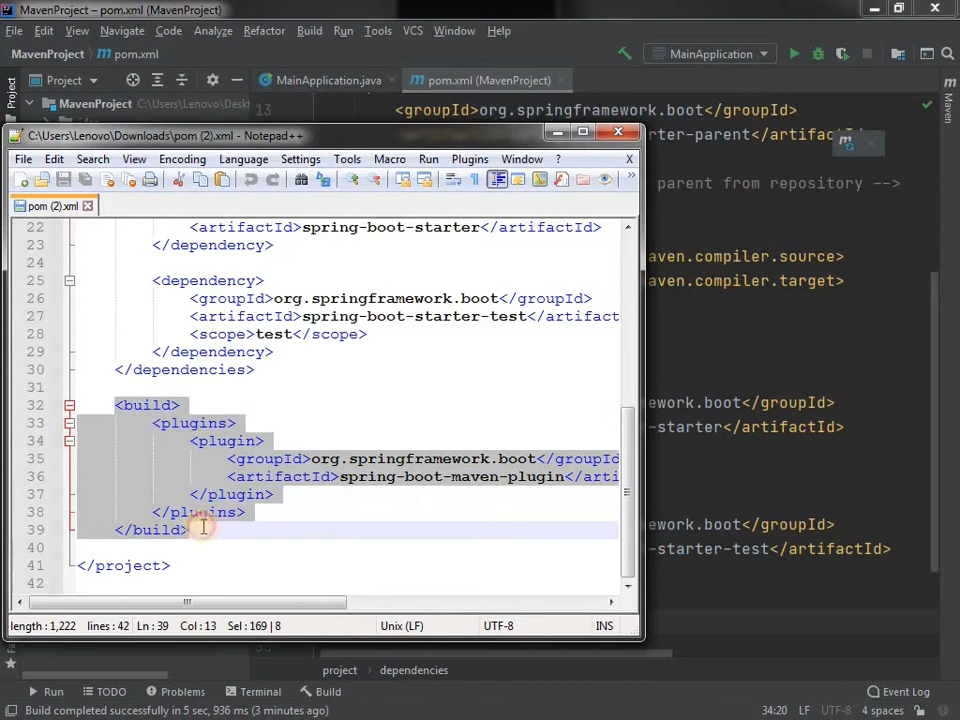 MavenProject – pom.xml (MavenProject)
File Edit View Navigate Code Analyze Refactor Build Run Tools VCS Window Help
MavenProject pom.xml MainApplication
Project Project MainApplication.java pom.xml (MavenProject)
Maven
MavenProject C:\Users\Lenovo\Deskt
13 <groupId>org.springframework.boot</groupId>
rter-parent</artifactId>
parent from repository -->
aven.compiler.source>
aven.compiler.target>
ework.boot</groupId>
-starter</artifactId>
ework.boot</groupId>
-starter-test</artifactId>
C:\Users\Lenovo\Downloads\pom (2).xml - Notepad++
File Edit Search View Encoding Language Settings Tools Macro Run Plugins Window ? X
pom (2).xml
22 <artifactId>spring-boot-starter</artifactId>
23 </dependency>
24
25 <dependency>
26 <groupId>org.springframework.boot</groupId>
27 <artifactId>spring-boot-starter-test</artifact
28 <scope>test</scope>
29 </dependency>
30 </dependencies>
31
32 <build>
33 <plugins>
34 <plugin>
35 <groupId>org.springframework.boot</groupId
36 <artifactId>spring-boot-maven-plugin</arti
37 </plugin>
38 </plugins>
39 </build>
40
41 </project>
42
length : 1,222 lines : 42 Ln : 39 Col : 13 Sel : 169 | 8 Unix (LF) UTF-8 INS
project dependencies
Run TODO Problems Terminal Build Event Log
Build completed successfully in 5 sec, 936 ms (3 minutes ago) 34:20 LF UTF-8 4 spaces